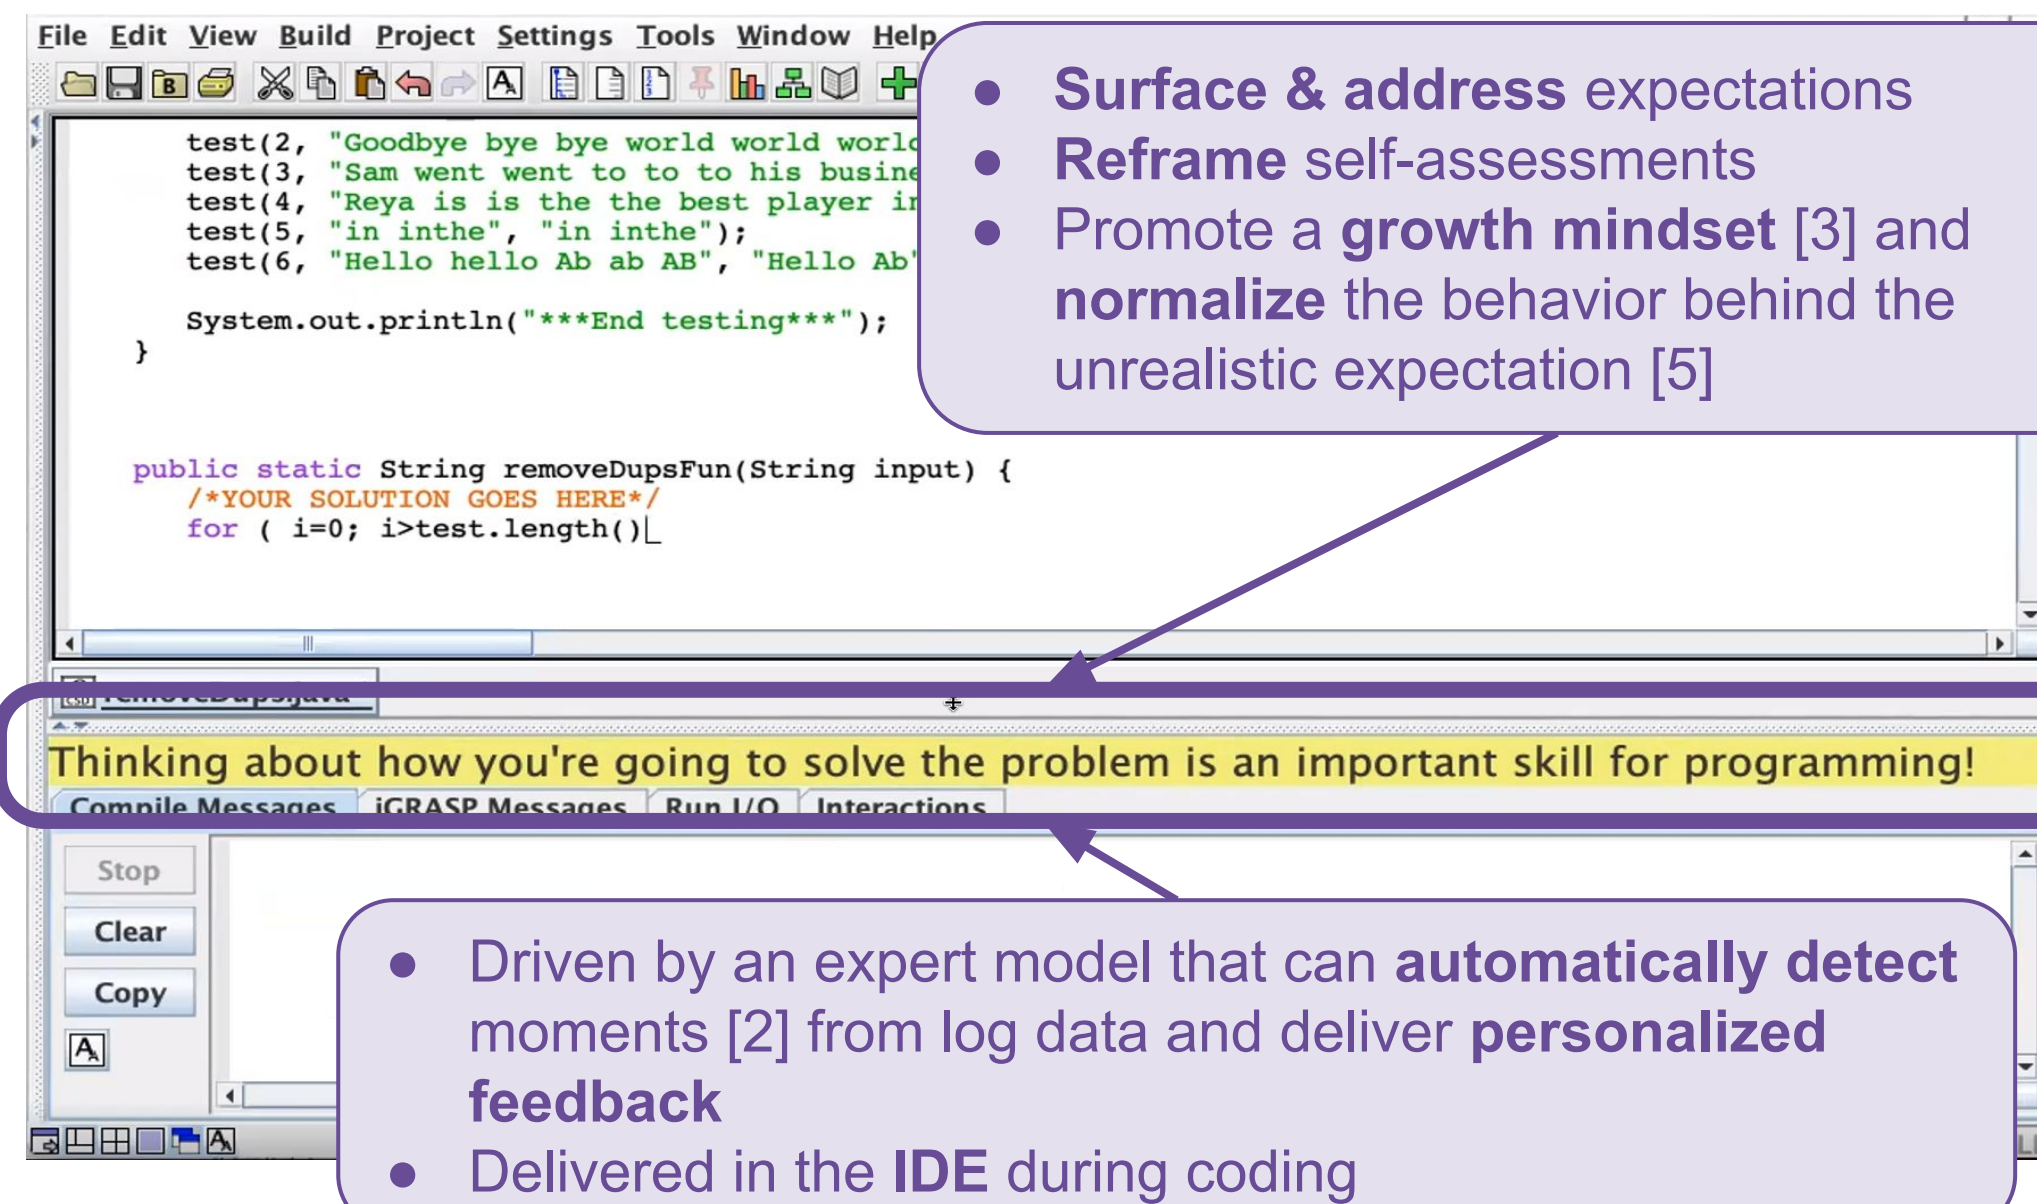 File Edit View Build Project Settings Tools Window Help
test(2, "Goodbye bye bye world world world
test(3, "Sam went went to to to his busine
test(4, "Reya is is the the best player in
test(5, "in inthe", "in inthe");
test(6, "Hello hello Ab ab AB", "Hello Ab"
System.out.println("***End testing***");
}
public static String removeDupsFun(String input) {
/*YOUR SOLUTION GOES HERE*/
for ( i=0; i>test.length()
● Surface & address expectations
● Reframe self-assessments
● Promote a growth mindset [3] and
normalize the behavior behind the
unrealistic expectation [5]
removeDups.java
Thinking about how you're going to solve the problem is an important skill for programming!
Compile Messages jGRASP Messages Run I/O Interactions
Stop
Clear
Copy
● Driven by an expert model that can automatically detect
moments [2] from log data and deliver personalized
feedback
● Delivered in the IDE during coding